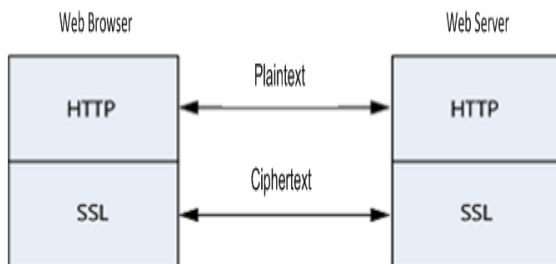 Web Browser
Web Server
Plaintext
HTTP
HTTP
Ciphertext
SSL
SSL